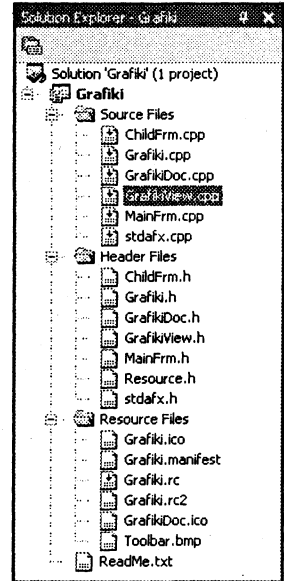 Solution Explorer - Grafiki
Solution 'Grafiki' (1 project)
Grafiki
Source Files
ChildFrm.cpp
Grafiki.cpp
GrafikiDoc.cpp
GrafikiView.cpp
MainFrm.cpp
stdafx.cpp
Header Files
ChildFrm.h
Grafiki.h
GrafikiDoc.h
GrafikiView.h
MainFrm.h
Resource.h
stdafx.h
Resource Files
Grafiki.ico
Grafiki.manifest
Grafiki.rc
Grafiki.rc2
GrafikiDoc.ico
Toolbar.bmp
ReadMe.txt